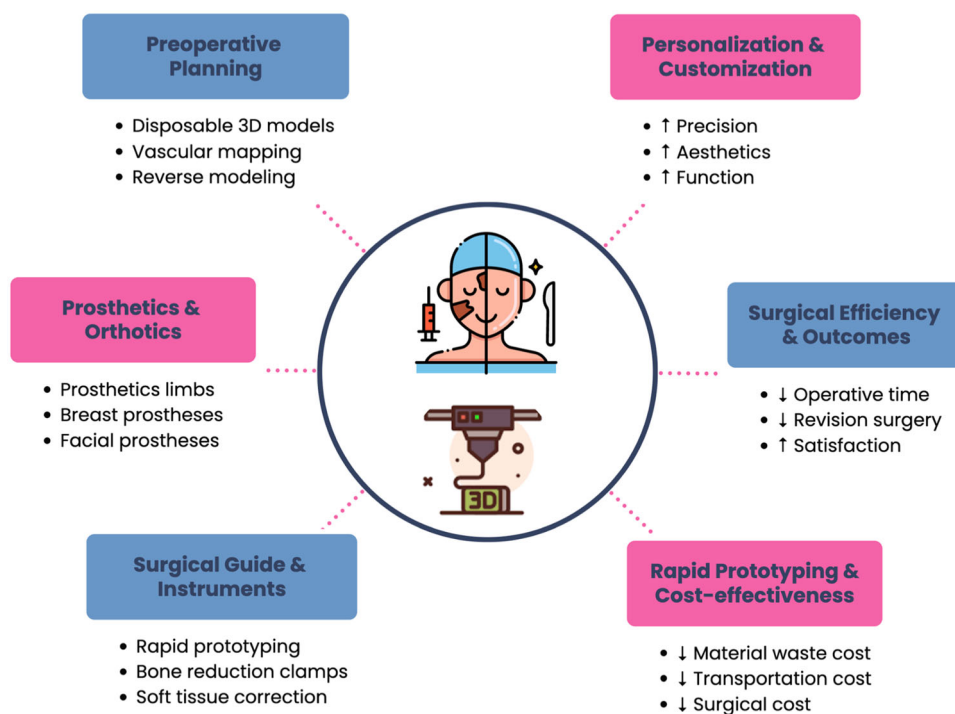 Preoperative
Planning
• Disposable 3D models
• Vascular mapping
• Reverse modeling
Personalization &
Customization
• ↑ Precision
• ↑ Aesthetics
• ↑ Function
Prosthetics &
Orthotics
• Prosthetics limbs
• Breast prostheses
• Facial prostheses
Surgical Efficiency
& Outcomes
• ↓ Operative time
• ↓ Revision surgery
• ↑ Satisfaction
3D
Surgical Guide &
Instruments
• Rapid prototyping
• Bone reduction clamps
• Soft tissue correction
Rapid Prototyping &
Cost-effectiveness
• ↓ Material waste cost
• ↓ Transportation cost
• ↓ Surgical cost